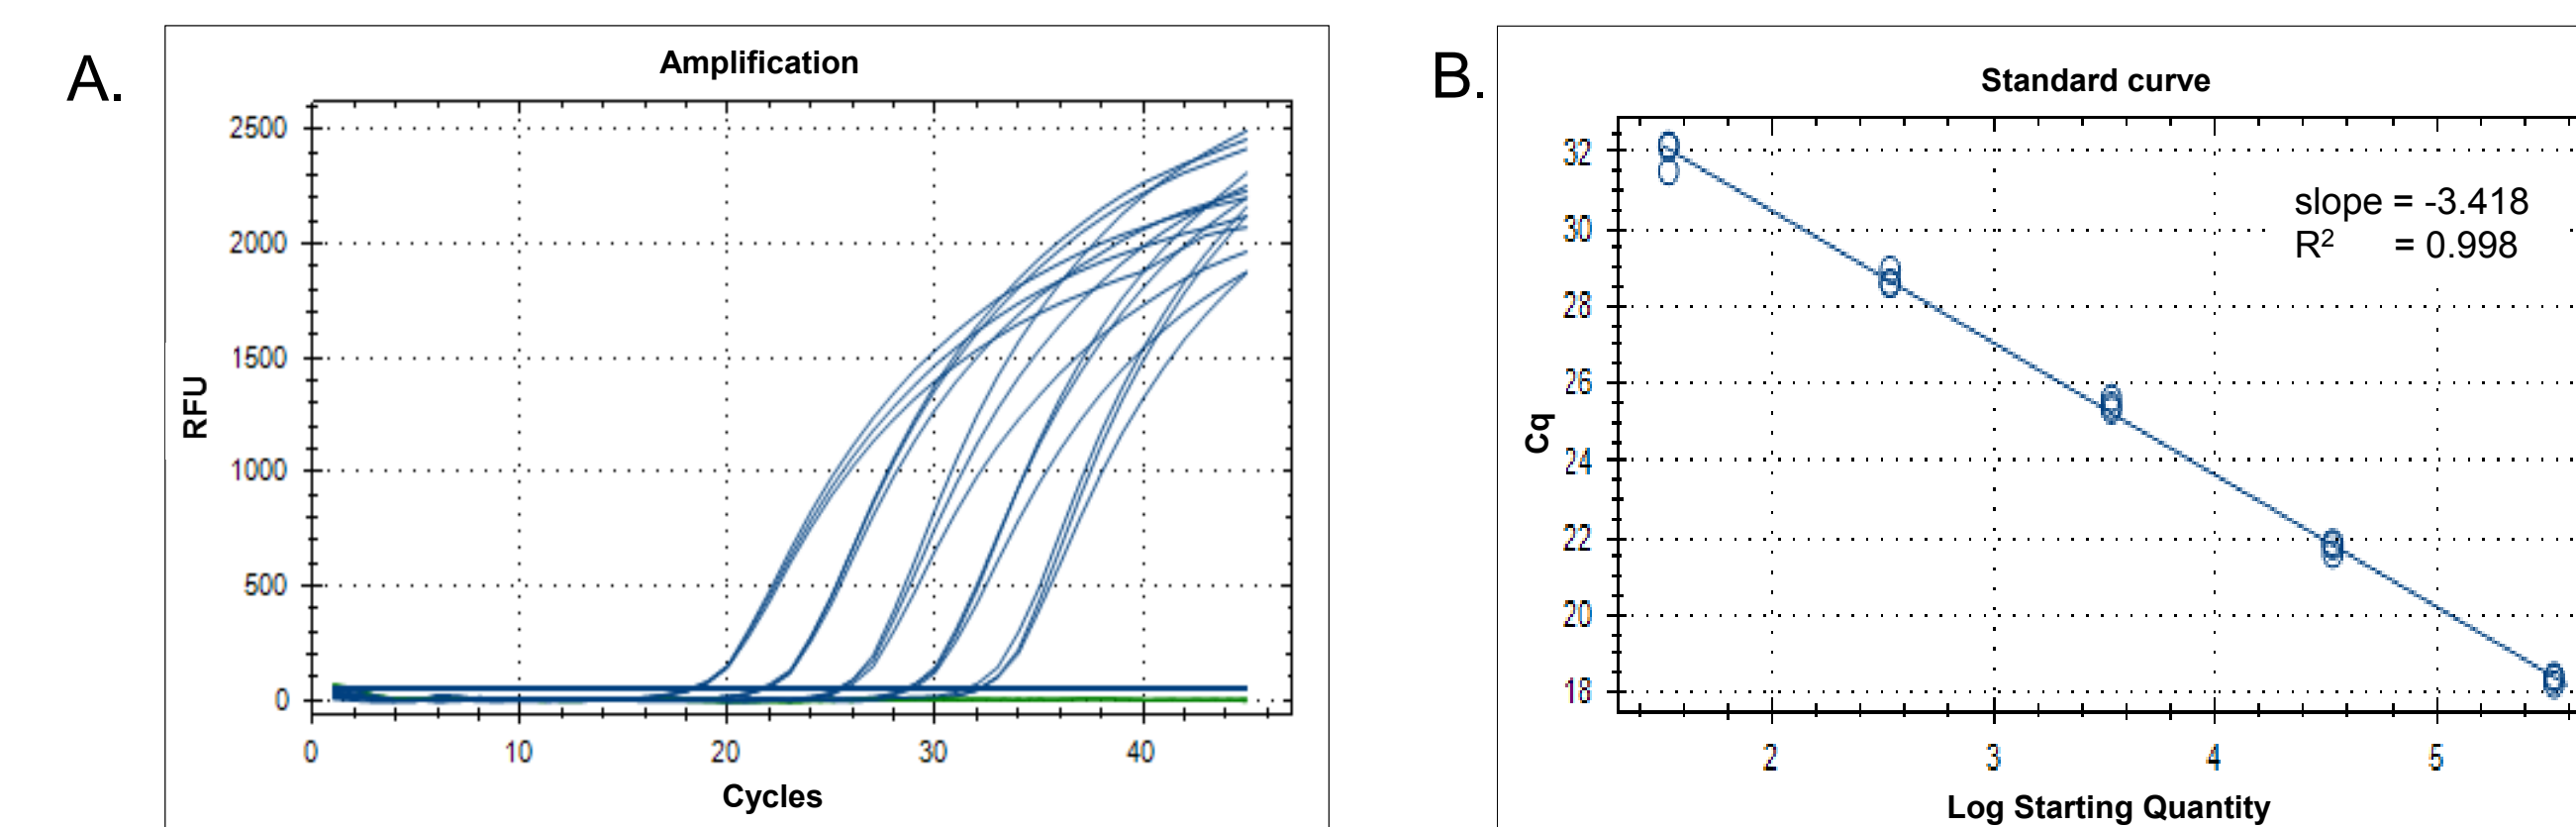 A.
Amplification
2500
2000
1500
1000
500
0
RFU
0 10 20 30 40
Cycles
B.
Standard curve
32
30
28
26
24
22
20
18
Cq
slope = -3.418
R² = 0.998
2 3 4 5
Log Starting Quantity